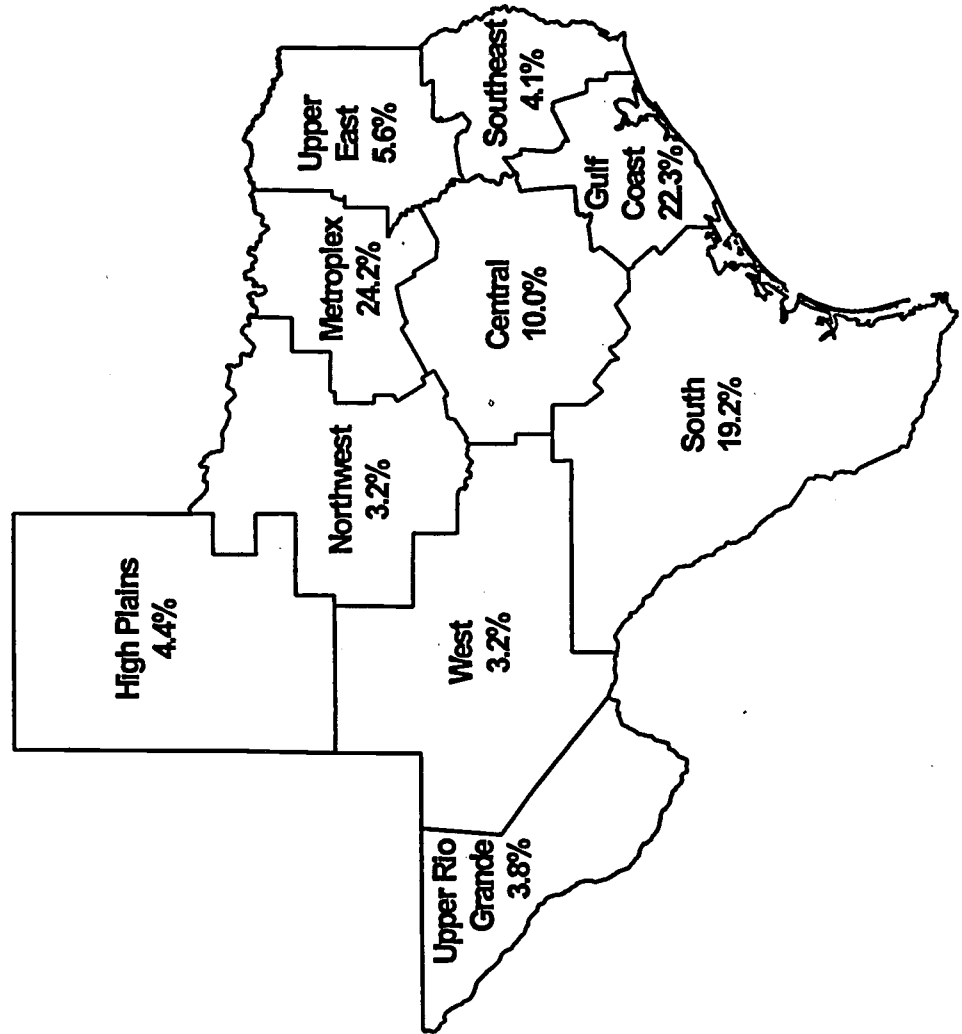 High Plains
4.4%
Northwest
3.2%
Metroplex
24.2%
Upper
East
5.6%
Southeast
4.1%
Gulf
Coast
22.3%
Central
10.0%
South
19.2%
West
3.2%
Upper Rio
Grande
3.8%